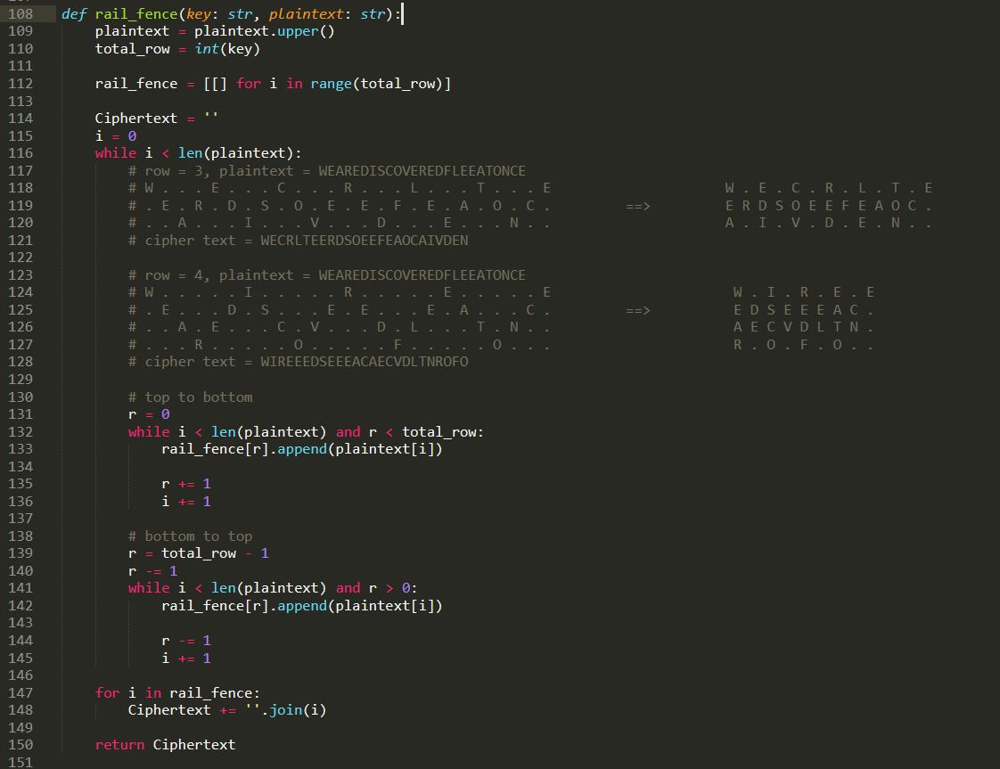 108 def rail_fence(key: str, plaintext: str):
109     plaintext = plaintext.upper()
110     total_row = int(key)
111
112     rail_fence = [[] for i in range(total_row)]
113
114     Ciphertext = ''
115     i = 0
116     while i < len(plaintext):
117         # row = 3, plaintext = WEAREDISCOVEREDFLEEATONCE
118         # W . . . E . . . C . . . R . . . L . . . T . . . E                     W . E . C . R . L . T . E
119         # . E . R . D . S . O . E . E . F . E . A . O . C .         ==>         E R D S O E E F E A O C .
120         # . . A . . . I . . . V . . . D . . . E . . . N . .                     A . I . V . D . E . N . .
121         # cipher text = WECRLTEERDSOEEFEAOCAIVDEN
122
123         # row = 4, plaintext = WEAREDISCOVEREDFLEEATONCE
124         # W . . . . . I . . . . . R . . . . . E . . . . . E                      W . I . R . E . E
125         # . E . . . D . S . . . E . E . . . E . A . . . C .         ==>          E D S E E E A C .
126         # . . A . E . . . C . V . . . D . L . . . T . N . .                      A E C V D L T N .
127         # . . . R . . . . . O . . . . . F . . . . . O . . .                      R . O . F . O . .
128         # cipher text = WIREEEDSEEEACAECVDLTNROFO
129
130         # top to bottom
131         r = 0
132         while i < len(plaintext) and r < total_row:
133             rail_fence[r].append(plaintext[i])
134
135             r += 1
136             i += 1
137
138         # bottom to top
139         r = total_row - 1
140         r -= 1
141         while i < len(plaintext) and r > 0:
142             rail_fence[r].append(plaintext[i])
143
144             r -= 1
145             i += 1
146
147     for i in rail_fence:
148         Ciphertext += ''.join(i)
149
150     return Ciphertext
151